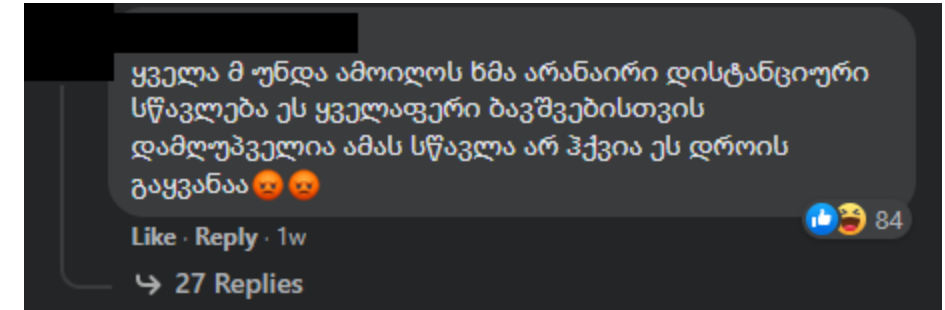 ყველა მ უნდა ამოიღოს ხმა არანაირი დისტანციური
სწავლება ეს ყველაფერი ბავშვებისთვის
დამღუპველია ამას სწავლა არ ჰქვია ეს დროის
გაყვანაა😡😡
84
Like · Reply · 1w
27 Replies